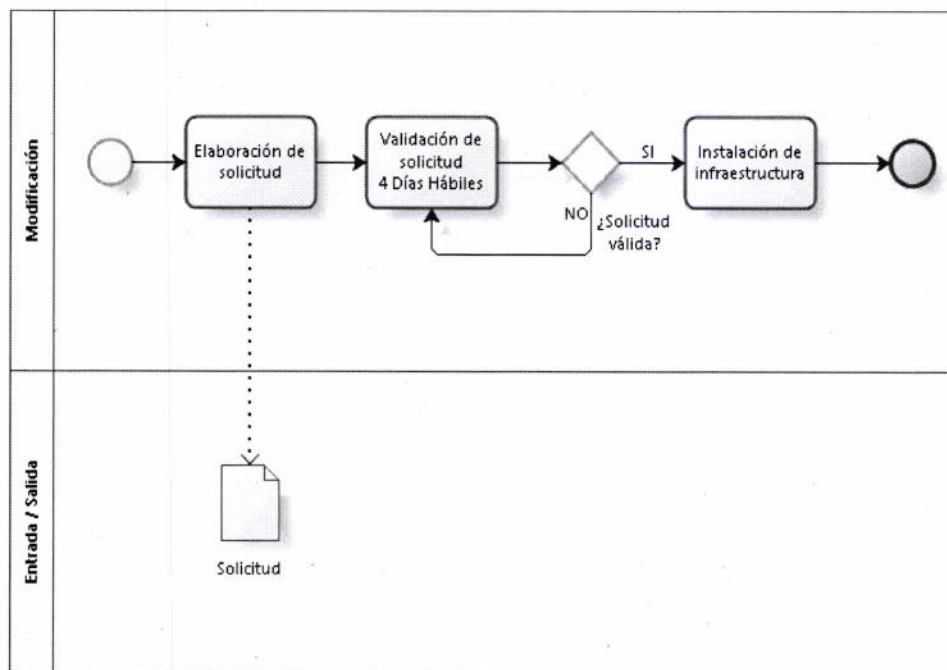 Modificación
Elaboración de
solicitud
Validación de
solicitud
4 Días Hábiles
SI
NO
¿Solicitud
válida?
Instalación de
infraestructura
Entrada / Salida
Solicitud